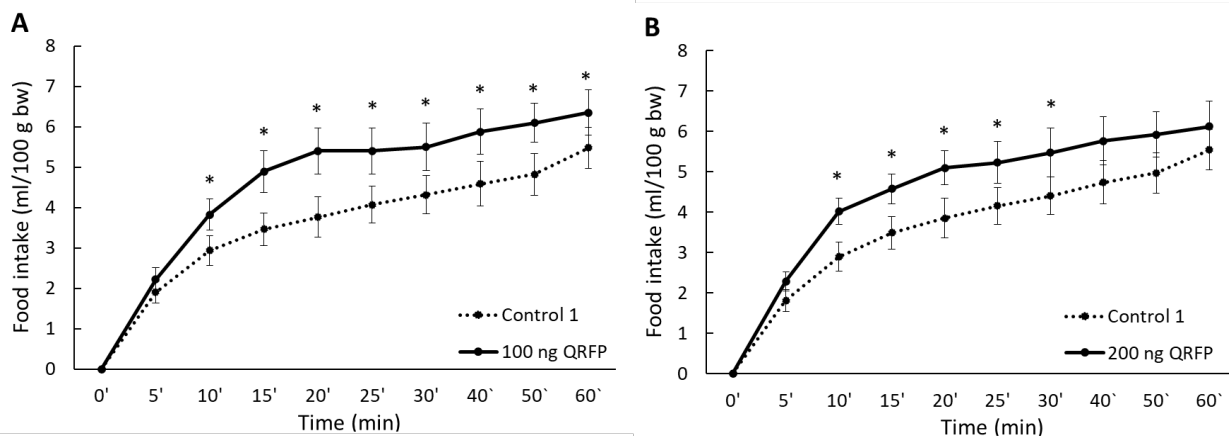 A
Food intake (ml/100 g bw)
8
7
6
5
4
3
2
1
0
* * * * * * * *
Control 1
100 ng QRFP
0' 5' 10' 15' 20' 25' 30' 40` 50` 60`
Time (min)
B
Food intake (ml/100 g bw)
8
7
6
5
4
3
2
1
0
* * * * *
Control 1
200 ng QRFP
0' 5' 10' 15' 20' 25' 30' 40` 50` 60`
Time (min)